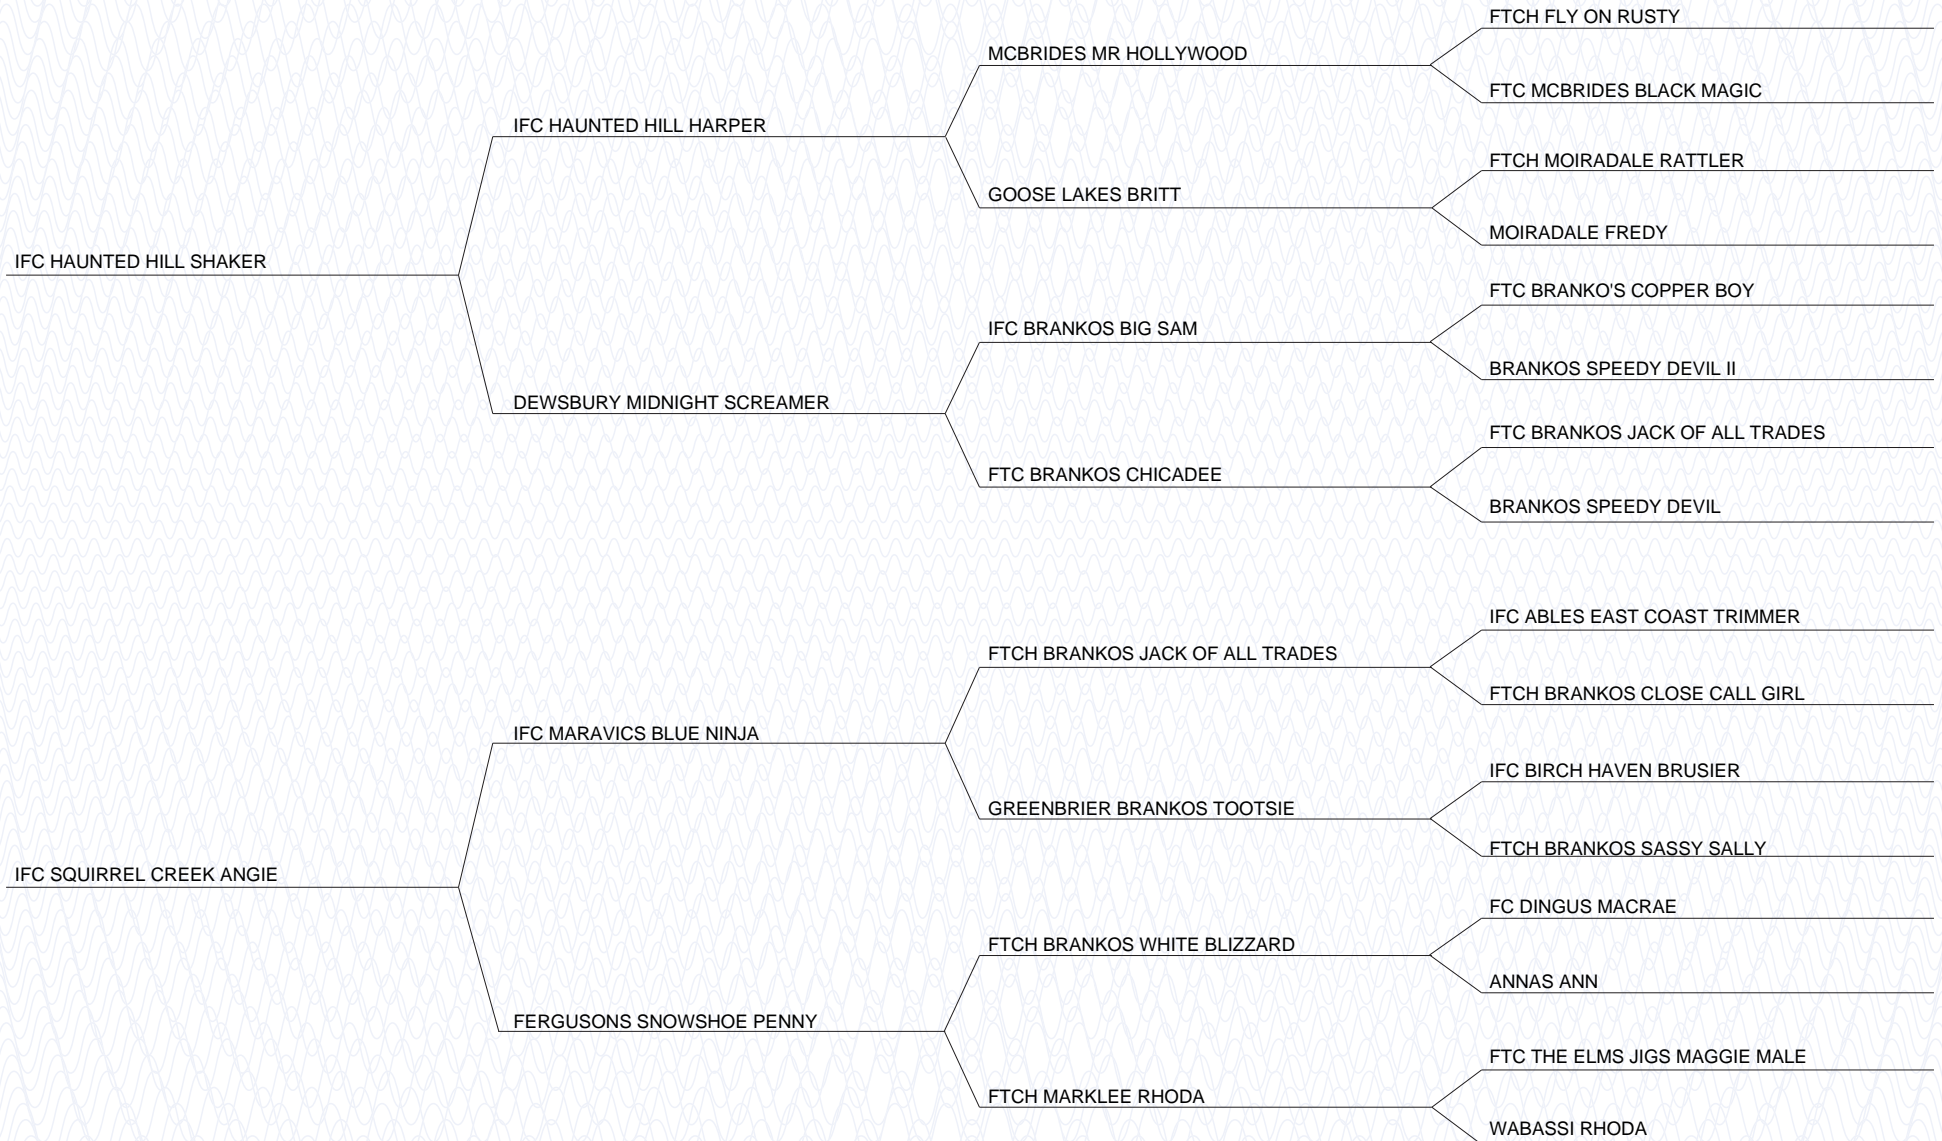 FTCH FLY ON RUSTY
MCBRIDES MR HOLLYWOOD
FTC MCBRIDES BLACK MAGIC
IFC HAUNTED HILL HARPER
FTCH MOIRADALE RATTLER
GOOSE LAKES BRITT
MOIRADALE FREDY
IFC HAUNTED HILL SHAKER
FTC BRANKO'S COPPER BOY
IFC BRANKOS BIG SAM
BRANKOS SPEEDY DEVIL II
DEWSBURY MIDNIGHT SCREAMER
FTC BRANKOS JACK OF ALL TRADES
FTC BRANKOS CHICADEE
BRANKOS SPEEDY DEVIL
IFC ABLES EAST COAST TRIMMER
FTCH BRANKOS JACK OF ALL TRADES
FTCH BRANKOS CLOSE CALL GIRL
IFC MARAVICS BLUE NINJA
IFC BIRCH HAVEN BRUSIER
GREENBRIER BRANKOS TOOTSIE
FTCH BRANKOS SASSY SALLY
IFC SQUIRREL CREEK ANGIE
FC DINGUS MACRAE
FTCH BRANKOS WHITE BLIZZARD
ANNAS ANN
FERGUSONS SNOWSHOE PENNY
FTC THE ELMS JIGS MAGGIE MALE
FTCH MARKLEE RHODA
WABASSI RHODA